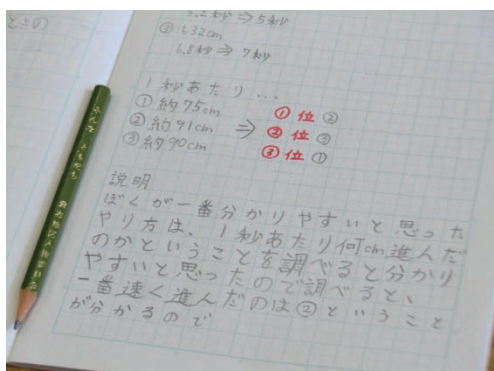 5.2秒⇒5秒
③ 632cm
6.8秒⇒7秒
1秒あたり...
① 約75cm
② 約91cm
③ 約90cm
⇒
①位 ②
②位 ③
③位 ①
説明
ぼくが一番分かりやすいと思った
やり方は、1秒あたり何cm進んだ
のかということを調べると分かり
やすいと思ったので調べると、
一番速く進んだのは②ということ
が分かるので